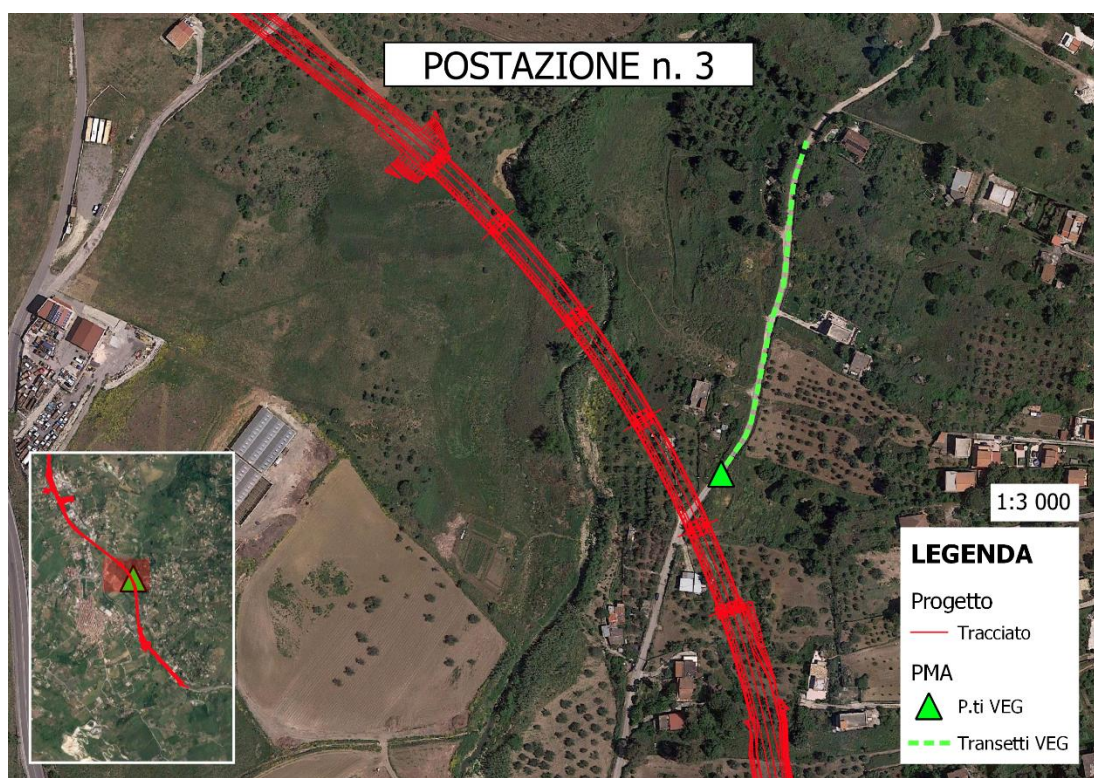 POSTAZIONE n. 3
1:3 000
LEGENDA
Progetto
Tracciato
PMA
P.ti VEG
Transetti VEG